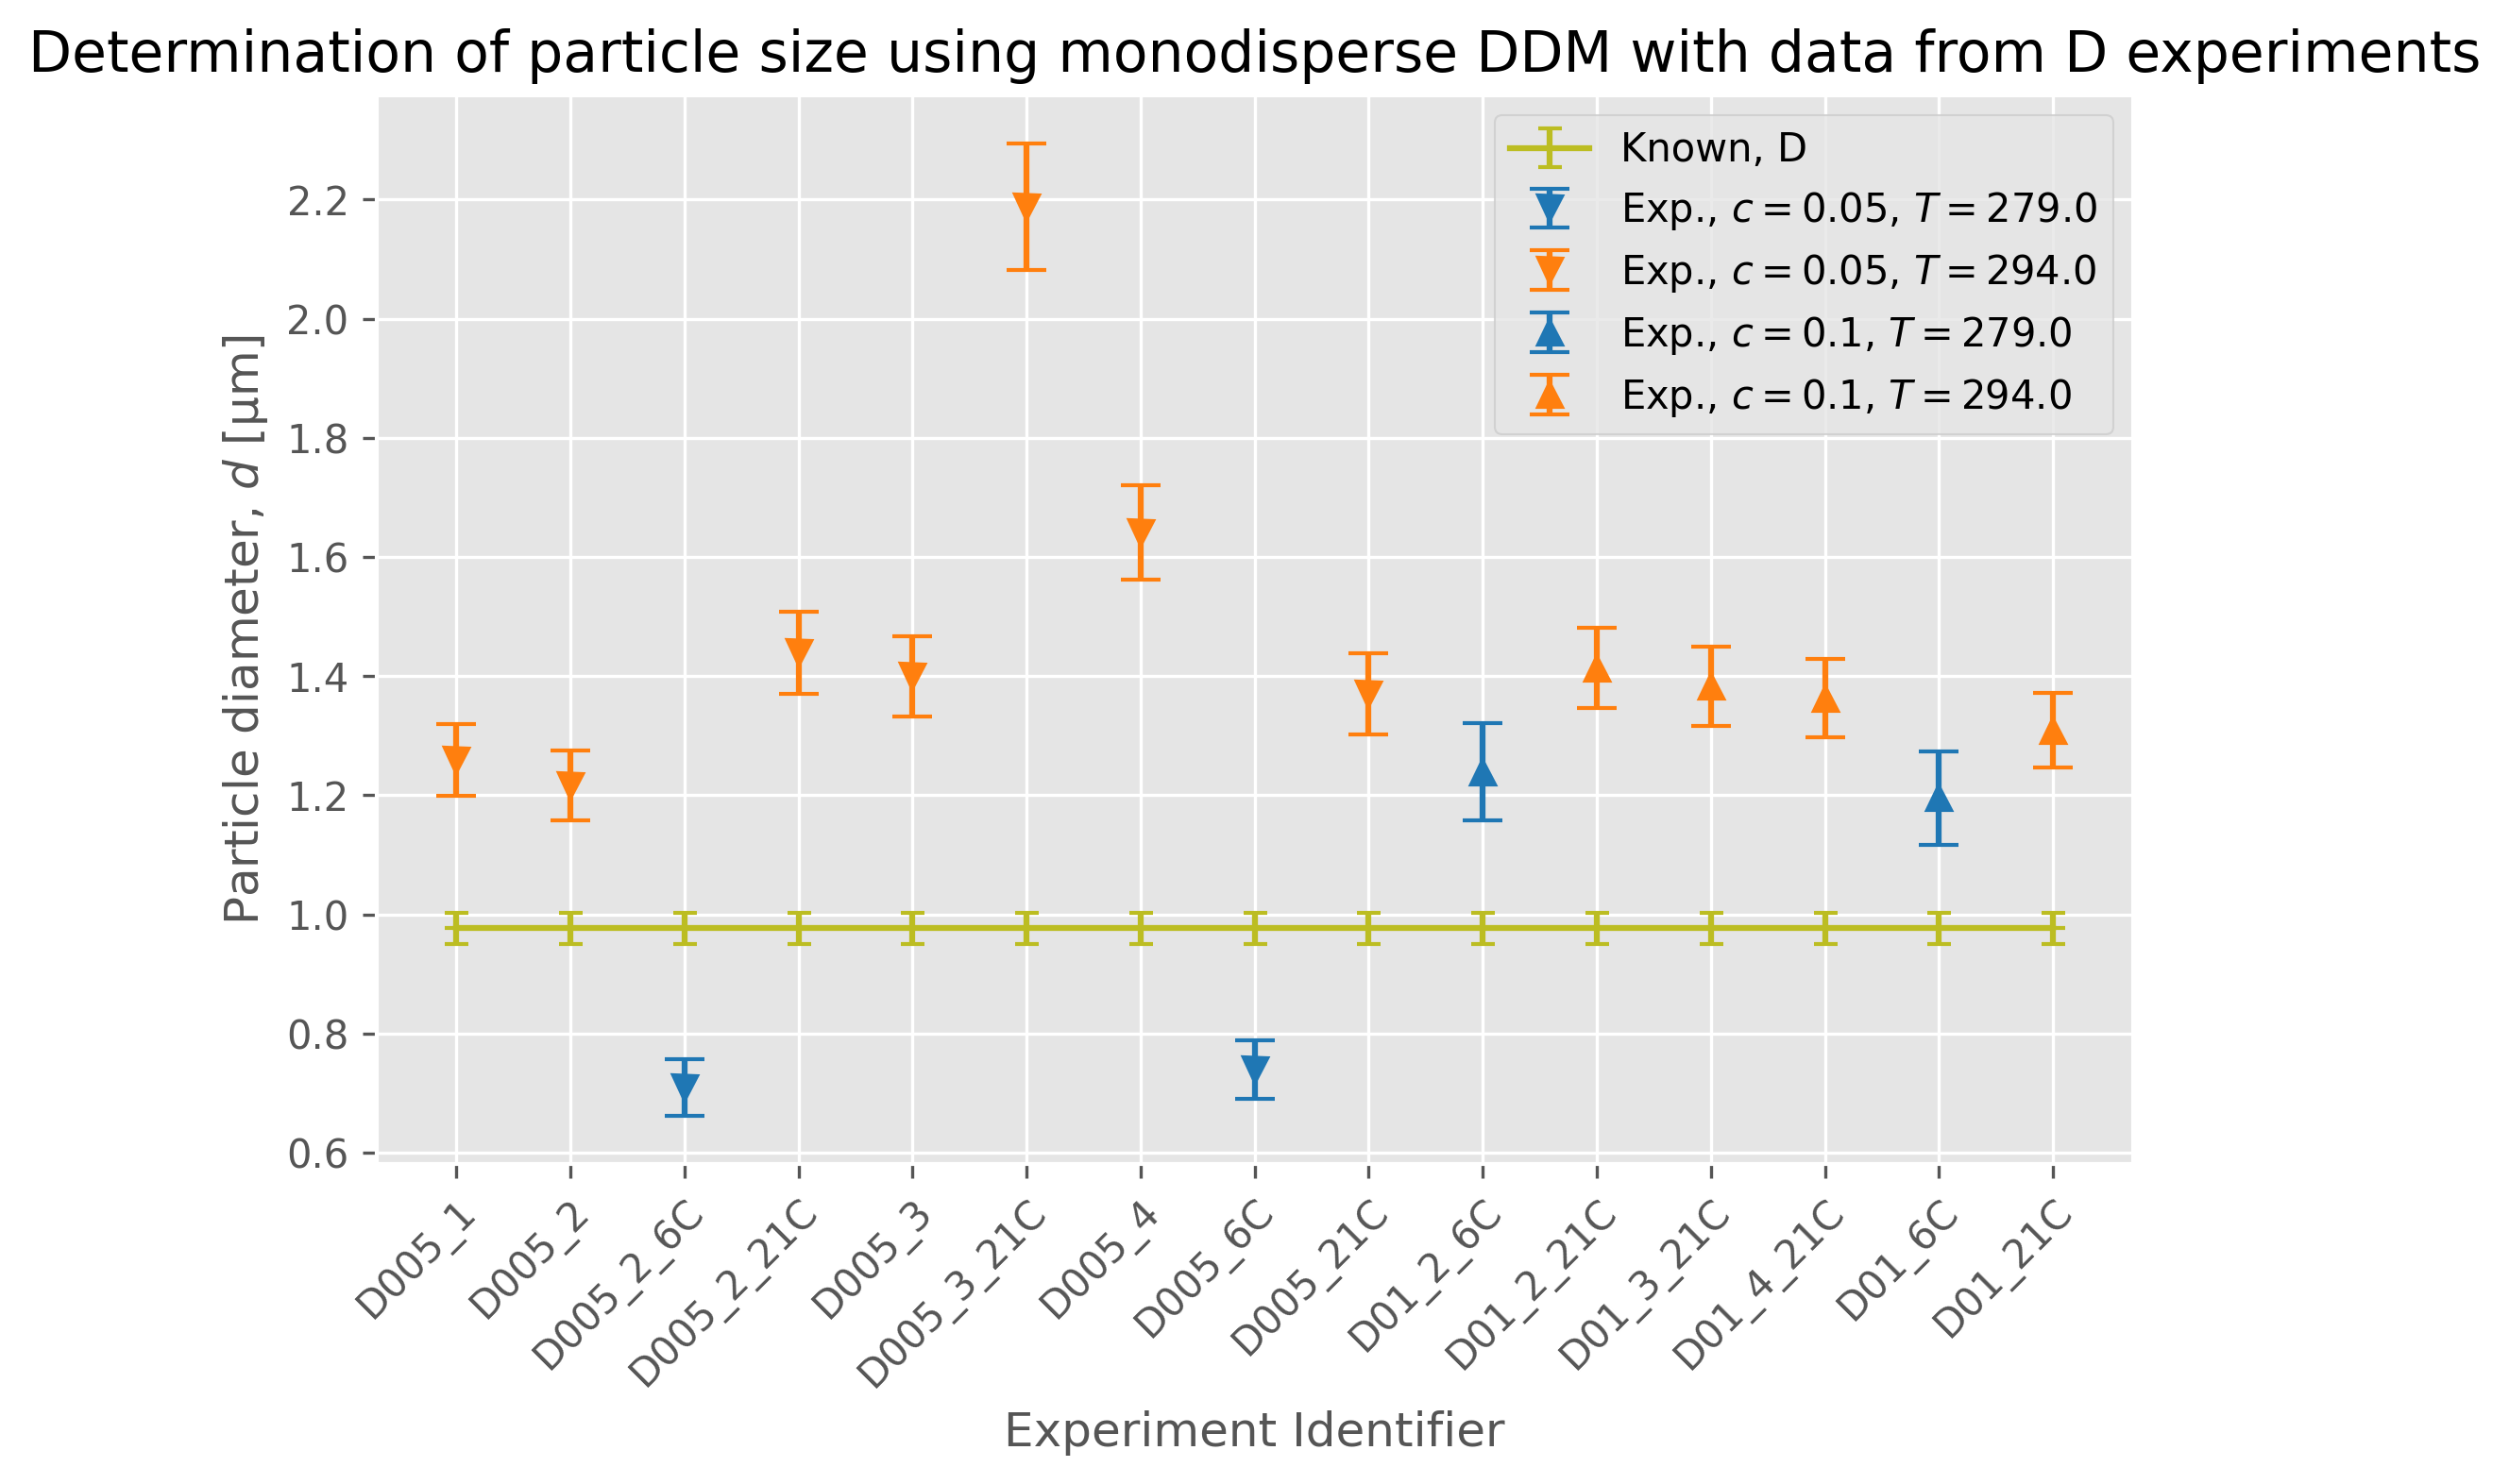 Determination of particle size using monodisperse DDM with data from D experiments
Known, D
Exp., c = 0.05, T = 279.0
Exp., c = 0.05, T = 294.0
Exp., c = 0.1, T = 279.0
Exp., c = 0.1, T = 294.0
Particle diameter, d [µm]
2.2
2.0
1.8
1.6
1.4
1.2
1.0
0.8
0.6
D005_1
D005_2
D005_2_6C
D005_2_21C
D005_3
D005_3_21C
D005_4
D005_6C
D005_21C
D01_2_6C
D01_2_21C
D01_3_21C
D01_4_21C
D01_6C
D01_21C
Experiment Identifier